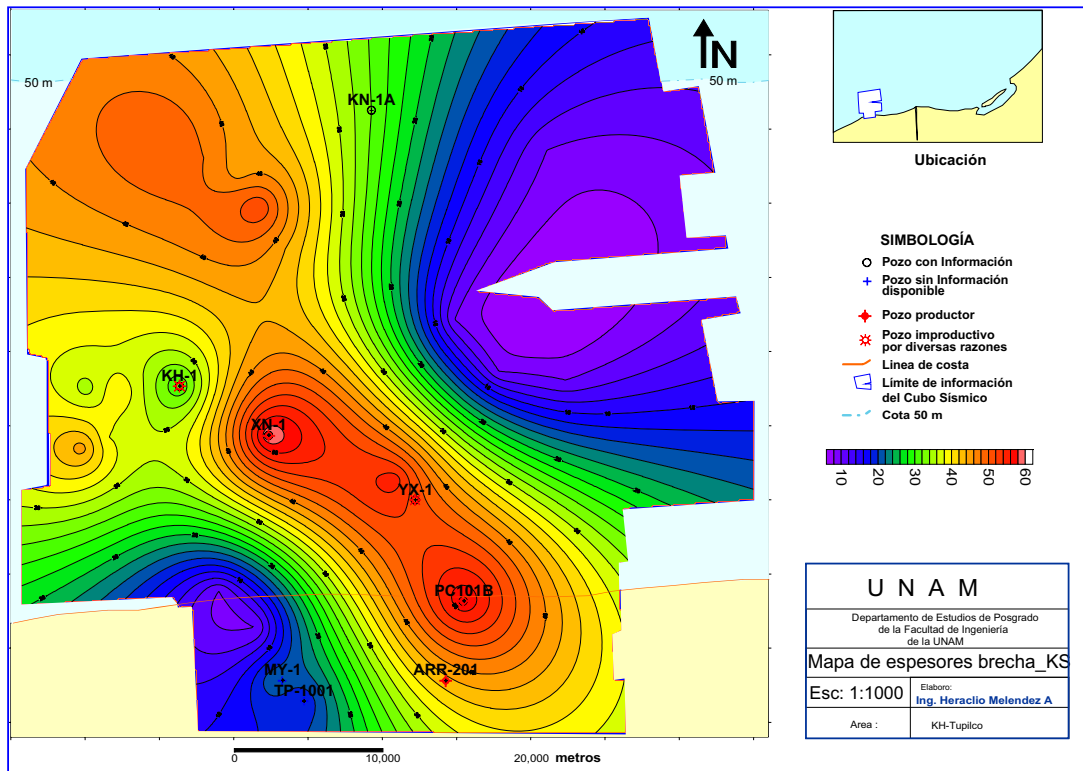 N
50 m
50 m
KN-1A
KH-1
XN-1
YX-1
PC101B
MY-1
TP-1001
ARR-201
0
10,000
20,000
metros
Ubicación
SIMBOLOGÍA
Pozo con Información
Pozo sin Información
disponible
Pozo productor
Pozo improductivo
por diversas razones
Linea de costa
Límite de información
del Cubo Sísmico
Cota 50 m
10
20
30
40
50
60
U N A M
Departamento de Estudios de Posgrado
de la Facultad de Ingeniería
de la UNAM
Mapa de espesores brecha_KS
Esc: 1:1000
Elaboro:
Ing. Heraclio Melendez A
Area :
KH-Tupilco